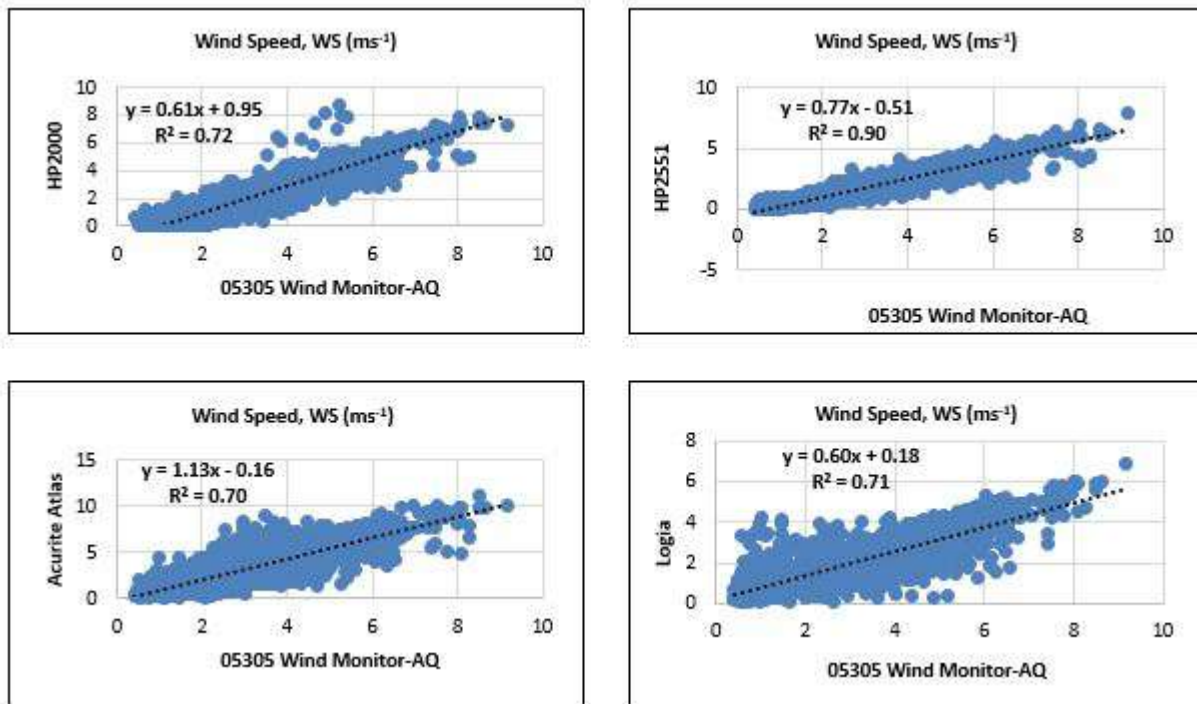 Wind Speed, WS (ms⁻¹)
y = 0.61x + 0.95
R² = 0.72
HP2000
10
8
6
4
2
0
0 2 4 6 8 10
05305 Wind Monitor-AQ
Wind Speed, WS (ms⁻¹)
y = 0.77x - 0.51
R² = 0.90
HP2551
10
5
0
-5
0 2 4 6 8 10
05305 Wind Monitor-AQ
Wind Speed, WS (ms⁻¹)
y = 1.13x - 0.16
R² = 0.70
Acurite Atlas
15
10
5
0
0 2 4 6 8 10
05305 Wind Monitor-AQ
Wind Speed, WS (ms⁻¹)
y = 0.60x + 0.18
R² = 0.71
Logia
8
6
4
2
0
0 2 4 6 8 10
05305 Wind Monitor-AQ